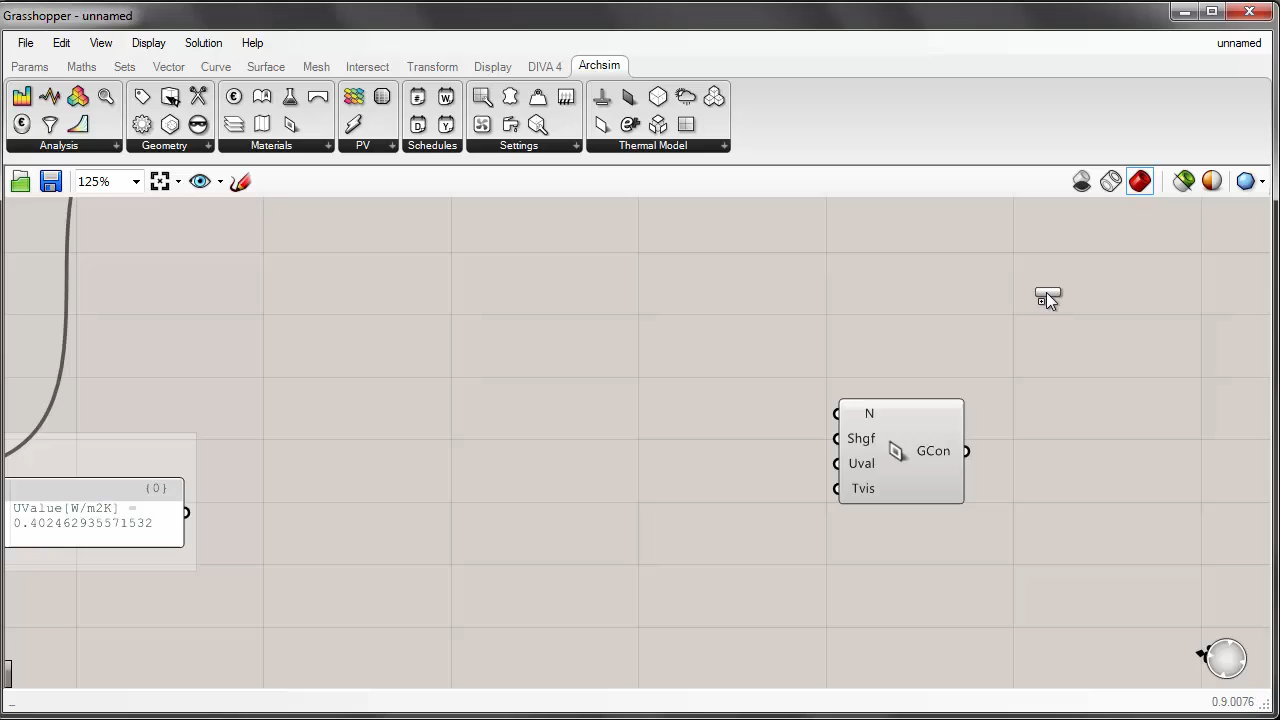 Grasshopper - unnamed
File Edit View Display Solution Help unnamed
Params Maths Sets Vector Curve Surface Mesh Intersect Transform Display DIVA 4 Archsim
Analysis Geometry Materials PV Schedules Settings Thermal Model
125%
N
Shgf
Uval
Tvis
GCon
{0}
UValue[W/m2K] =
0.402462935571532
0.9.0076